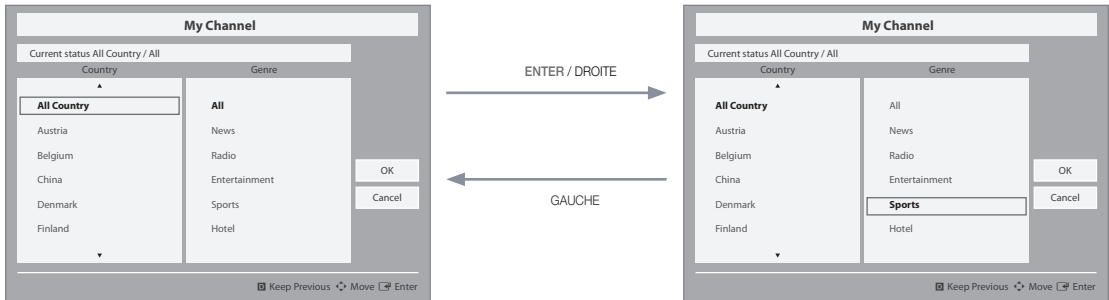 My Channel
Current status All Country / All
Country Genre
All Country All
Austria News
Belgium Radio
China Entertainment
Denmark Sports
Finland Hotel
OK
Cancel
D Keep Previous Move Enter
ENTER / DROITE
GAUCHE
My Channel
Current status All Country / All
Country Genre
All Country All
Austria News
Belgium Radio
China Entertainment
Denmark Sports
Finland Hotel
OK
Cancel
D Keep Previous Move Enter